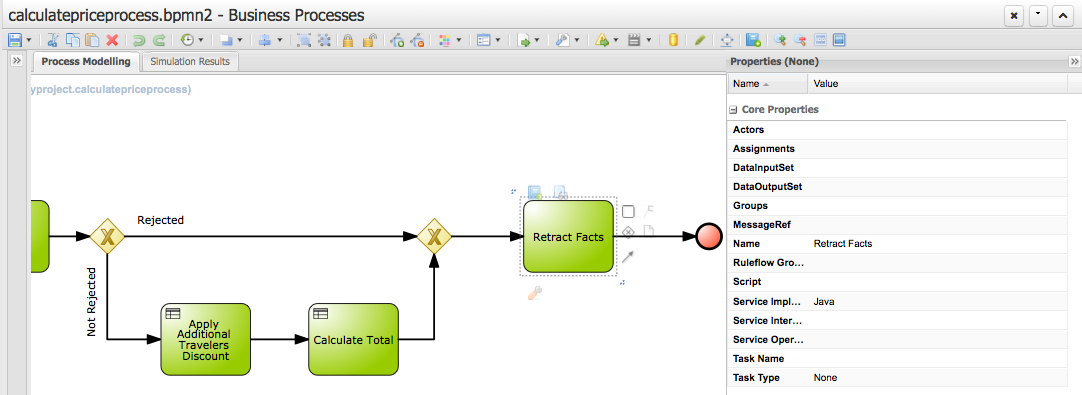 calculatepriceprocess.bpmn2 - Business Processes
Process Modelling
Simulation Results
Properties (None)
yproject.calculatepriceprocess)
Name
Value
Core Properties
Actors
Assignments
DataInputSet
DataOutputSet
Groups
MessageRef
Name
Retract Facts
Ruleflow Gro...
Script
Service Impl...
Java
Service Inter...
Service Oper...
Task Name
Task Type
None
Rejected
X
X
Retract Facts
Not Rejected
Apply
Additional
Travelers
Discount
Calculate Total